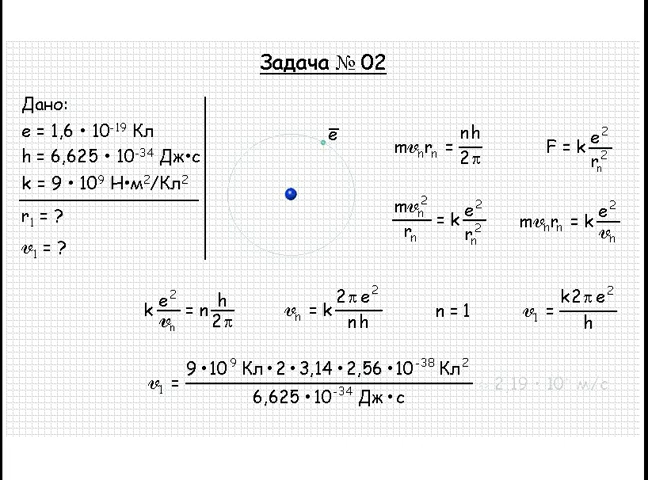 Задача № 02
Дано:
e = 1,6 • 10⁻¹⁹ Кл
h = 6,625 • 10⁻³⁴ Дж•с
k = 9 • 10⁹ Н•м²/Кл²
r₁ = ?
v₁ = ?
e̅
mvₙrₙ = nh/2π
F = k e²/rₙ²
mvₙ²/rₙ = k e²/rₙ²
mvₙrₙ = k e²/vₙ
k e²/vₙ = n h/2π
vₙ = k 2πe²/nh
n = 1
v₁ = k2πe²/h
v₁ = 9•10⁹ Кл•2•3,14•2,56•10⁻³⁸ Кл² / 6,625•10⁻³⁴ Дж•с
2,19 • 10 м/с